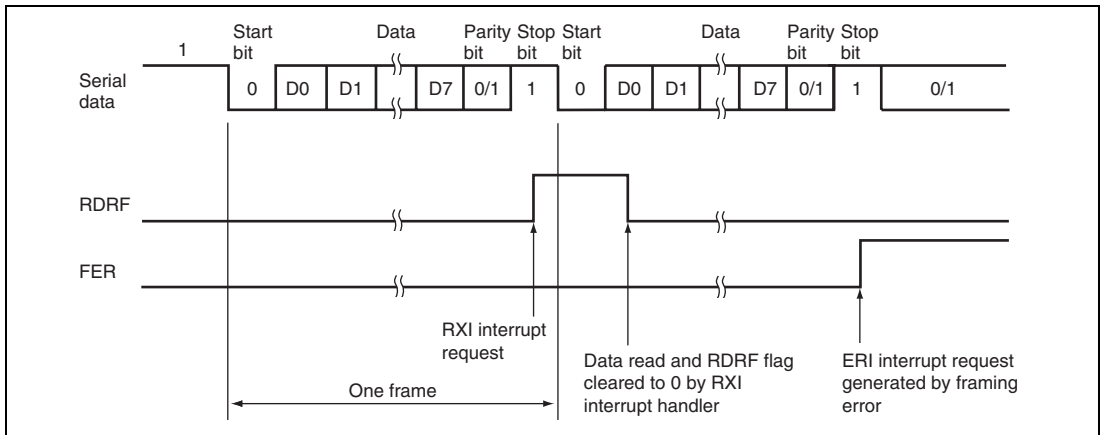 Start bit Data Parity bit Stop bit Start bit Data Parity bit Stop bit
1
Serial data
0 D0 D1 D7 0/1 1 0 D0 D1 D7 0/1 1 0/1
RDRF
FER
RXI interrupt
request
Data read and RDRF flag
cleared to 0 by RXI
interrupt handler
ERI interrupt request
generated by framing
error
One frame